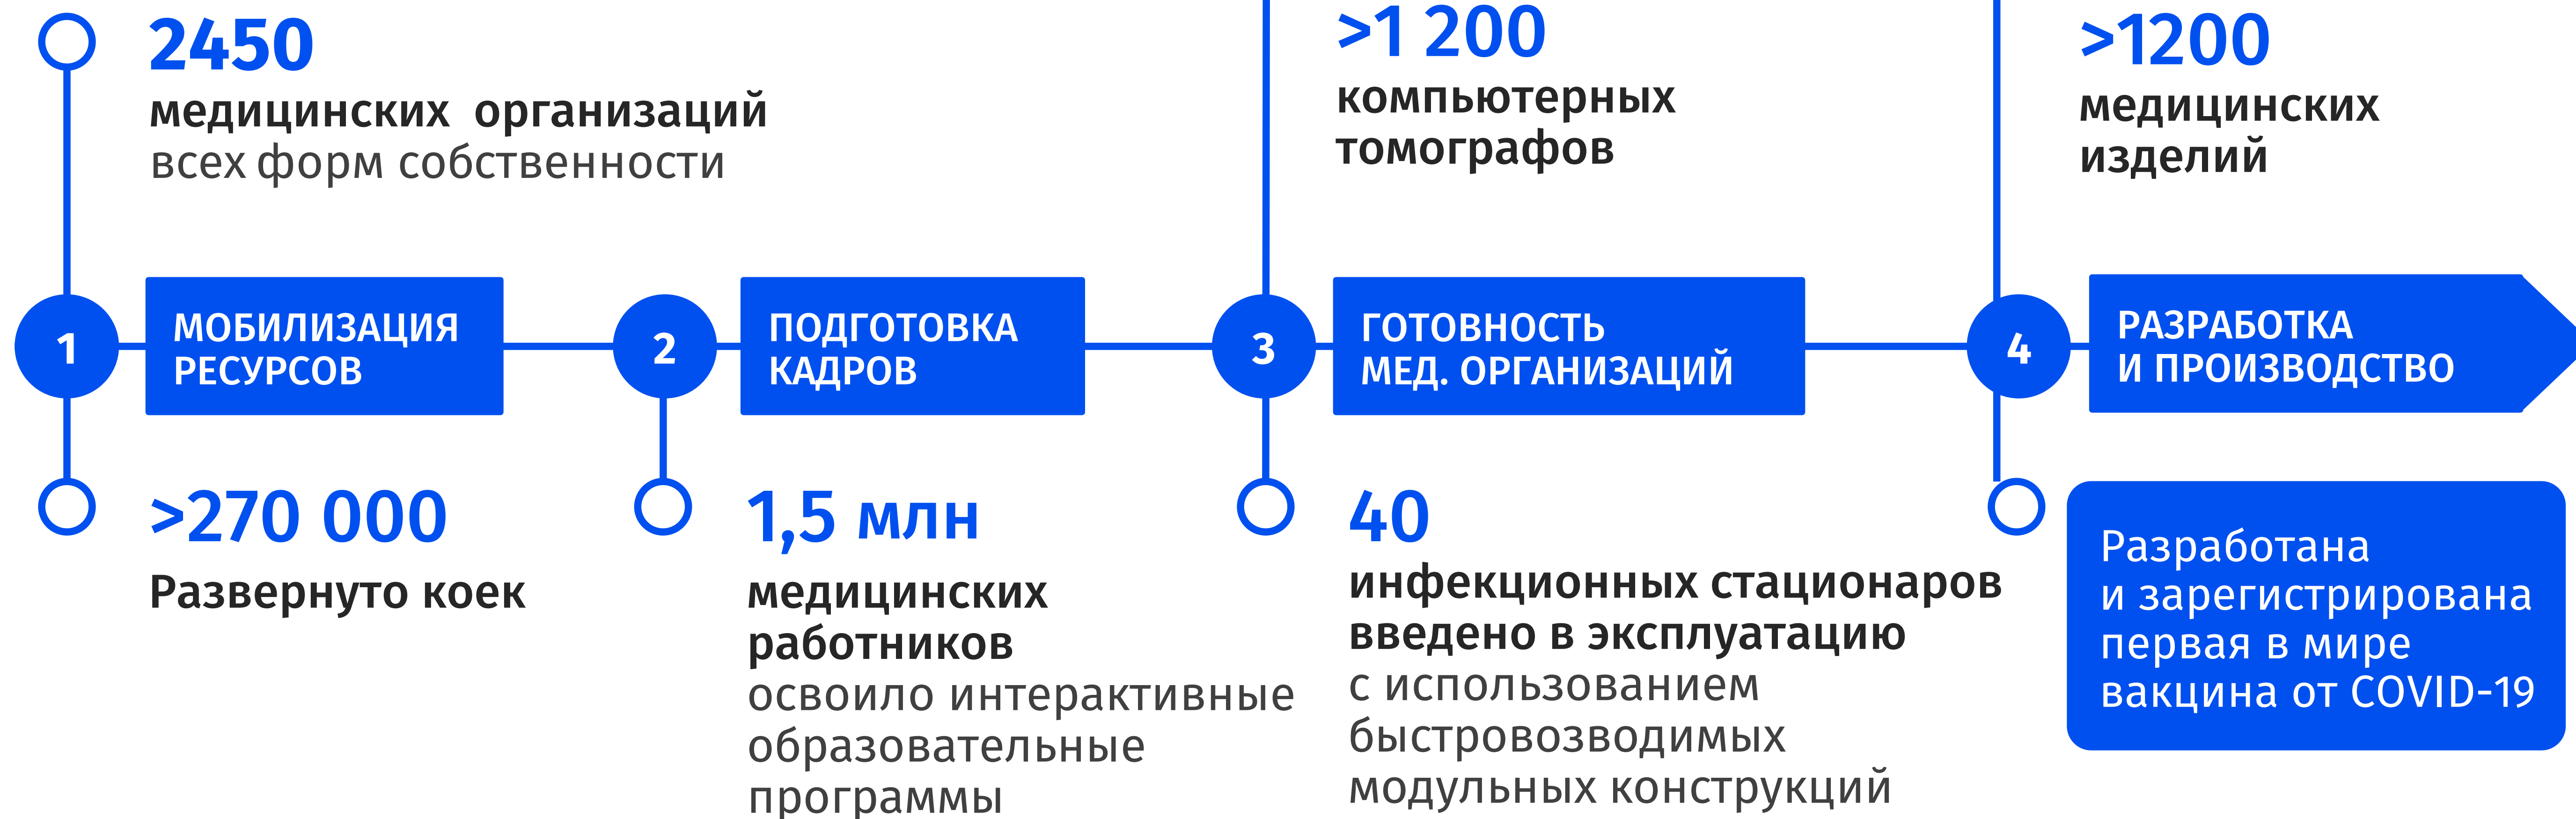 2450
медицинских организаций
всех форм собственности
>1 200
компьютерных
томографов
>1200
медицинских
изделий
1
МОБИЛИЗАЦИЯ
РЕСУРСОВ
2
ПОДГОТОВКА
КАДРОВ
3
ГОТОВНОСТЬ
МЕД. ОРГАНИЗАЦИЙ
4
РАЗРАБОТКА
И ПРОИЗВОДСТВО
>270 000
Развернуто коек
1,5 млн
медицинских
работников
освоило интерактивные
образовательные
программы
40
инфекционных стационаров
введено в эксплуатацию
с использованием
быстровозводимых
модульных конструкций
Разработана
и зарегистрирована
первая в мире
вакцина от COVID-19